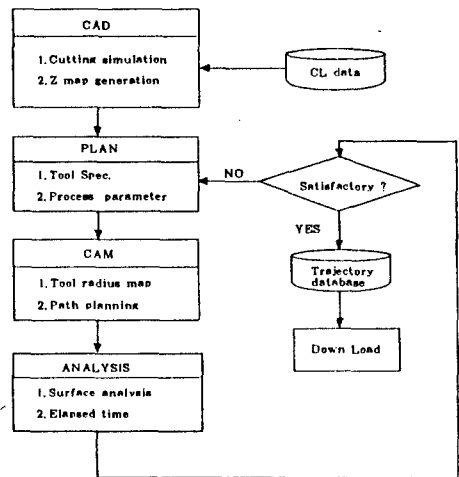 CAD
1. Cutting simulation
2. Z map generation
CL data
PLAN
1. Tool Spec.
2. Process parameter
NO
Satisfactory ?
YES
CAM
1. Tool radius map
2. Path planning
Trajectory
database
Down Load
ANALYSIS
1. Surface analysis
2. Elapsed time